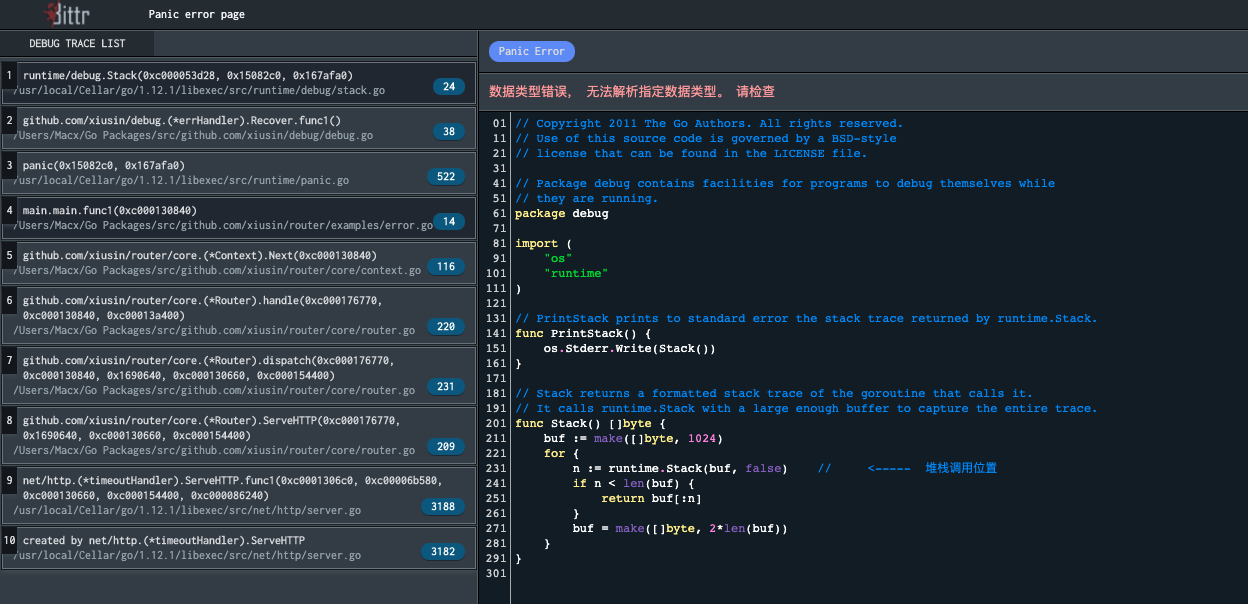 Bittr
Panic error page
DEBUG TRACE LIST
1
runtime/debug.Stack(0xc000053d28, 0x15082c0, 0x167afa0)
/usr/local/Cellar/go/1.12.1/libexec/src/runtime/debug/stack.go
24
2
github.com/xiusin/debug.(*errHandler).Recover.func1()
/Users/Macx/Go Packages/src/github.com/xiusin/debug/debug.go
38
3
panic(0x15082c0, 0x167afa0)
/usr/local/Cellar/go/1.12.1/libexec/src/runtime/panic.go
522
4
main.main.func1(0xc000130840)
/Users/Macx/Go Packages/src/github.com/xiusin/router/examples/error.go
14
5
github.com/xiusin/router/core.(*Context).Next(0xc000130840)
/Users/Macx/Go Packages/src/github.com/xiusin/router/core/context.go
116
6
github.com/xiusin/router/core.(*Router).handle(0xc000176770,
0xc000130840, 0xc00013a400)
/Users/Macx/Go Packages/src/github.com/xiusin/router/core/router.go
220
7
github.com/xiusin/router/core.(*Router).dispatch(0xc000176770,
0xc000130840, 0x1690640, 0xc000130660, 0xc000154400)
/Users/Macx/Go Packages/src/github.com/xiusin/router/core/router.go
231
8
github.com/xiusin/router/core.(*Router).ServeHTTP(0xc000176770,
0x1690640, 0xc000130660, 0xc000154400)
/Users/Macx/Go Packages/src/github.com/xiusin/router/core/router.go
209
9
net/http.(*timeoutHandler).ServeHTTP.func1(0xc0001306c0, 0xc00006b580,
0xc000130660, 0xc000154400, 0xc000086240)
/usr/local/Cellar/go/1.12.1/libexec/src/net/http/server.go
3188
10
created by net/http.(*timeoutHandler).ServeHTTP
/usr/local/Cellar/go/1.12.1/libexec/src/net/http/server.go
3182
Panic Error
数据类型错误， 无法解析指定数据类型。 请检查
01 // Copyright 2011 The Go Authors. All rights reserved.
11 // Use of this source code is governed by a BSD-style
21 // license that can be found in the LICENSE file.
31
41 // Package debug contains facilities for programs to debug themselves while
51 // they are running.
61 package debug
71
81 import (
91     "os"
101     "runtime"
111 )
121
131 // PrintStack prints to standard error the stack trace returned by runtime.Stack.
141 func PrintStack() {
151     os.Stderr.Write(Stack())
161 }
171
181 // Stack returns a formatted stack trace of the goroutine that calls it.
191 // It calls runtime.Stack with a large enough buffer to capture the entire trace.
201 func Stack() []byte {
211     buf := make([]byte, 1024)
221     for {
231         n := runtime.Stack(buf, false)    //     <-----  堆栈调用位置
241         if n < len(buf) {
251             return buf[:n]
261         }
271         buf = make([]byte, 2*len(buf))
281     }
291 }
301